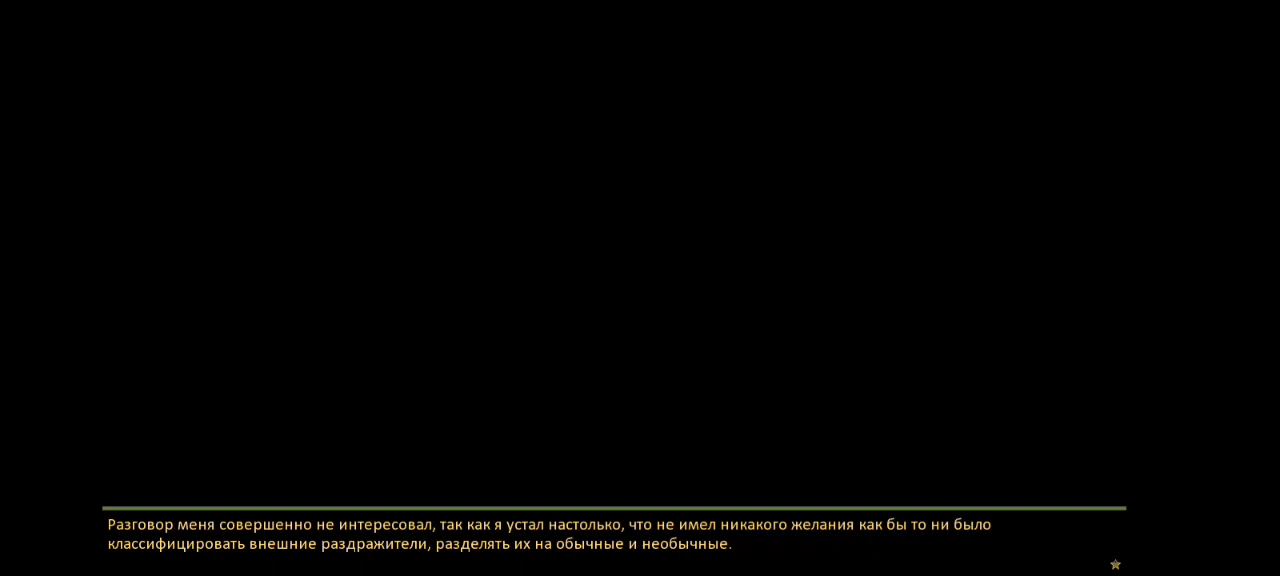 Разговор меня совершенно не интересовал, так как я устал настолько, что не имел никакого желания как бы то ни было
классифицировать внешние раздражители, разделять их на обычные и необычные.